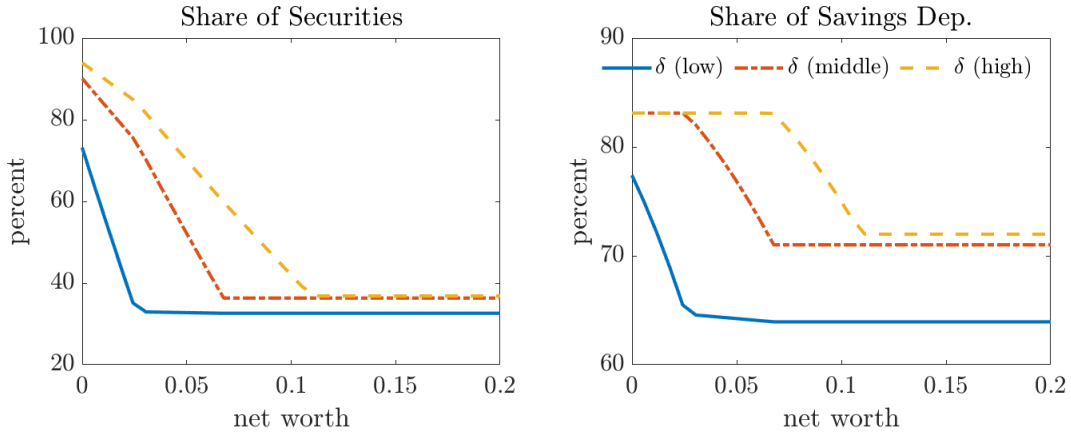 Share of Securities
100
80
60
40
20
percent
0
0.05
0.1
0.15
0.2
net worth
Share of Savings Dep.
δ (low)
δ (middle)
δ (high)
90
80
70
60
percent
0
0.05
0.1
0.15
0.2
net worth